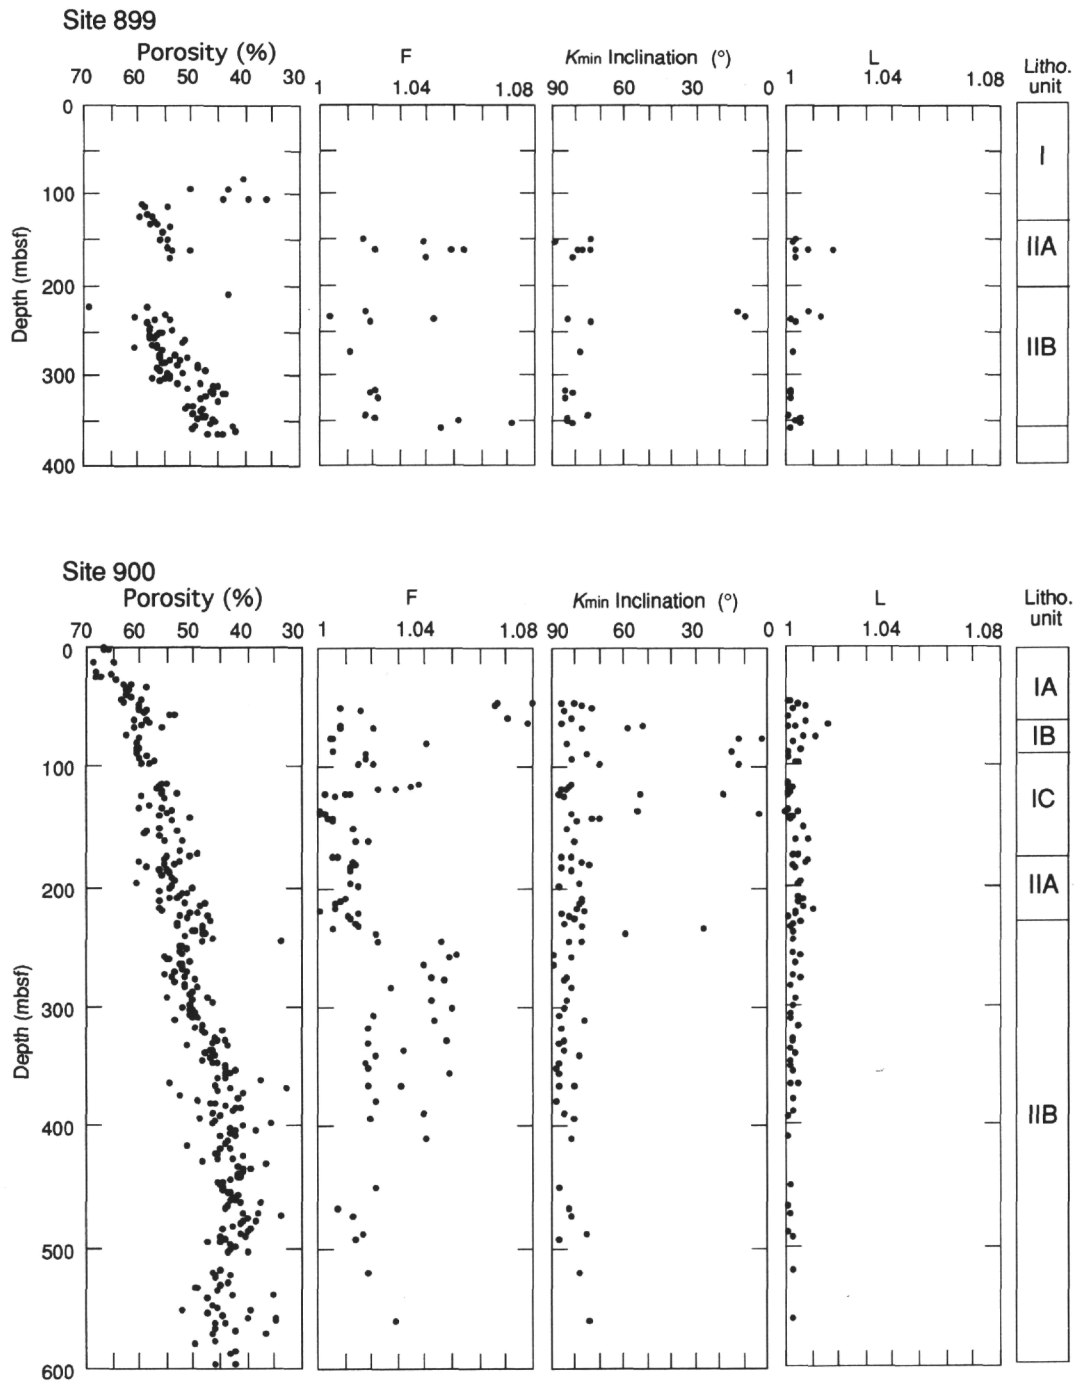 Site 899
Porosity (%)
F
Kmin Inclination (°)
L
Litho.
unit
70 60 50 40 30
1 1.04 1.08
90 60 30 0
1 1.04 1.08
0
100
200
300
400
Depth (mbsf)
I
IIA
IIB
Site 900
Porosity (%)
F
Kmin Inclination (°)
L
Litho.
unit
70 60 50 40 30
1 1.04 1.08
90 60 30 0
1 1.04 1.08
0
100
200
300
400
500
600
Depth (mbsf)
IA
IB
IC
IIA
IIB